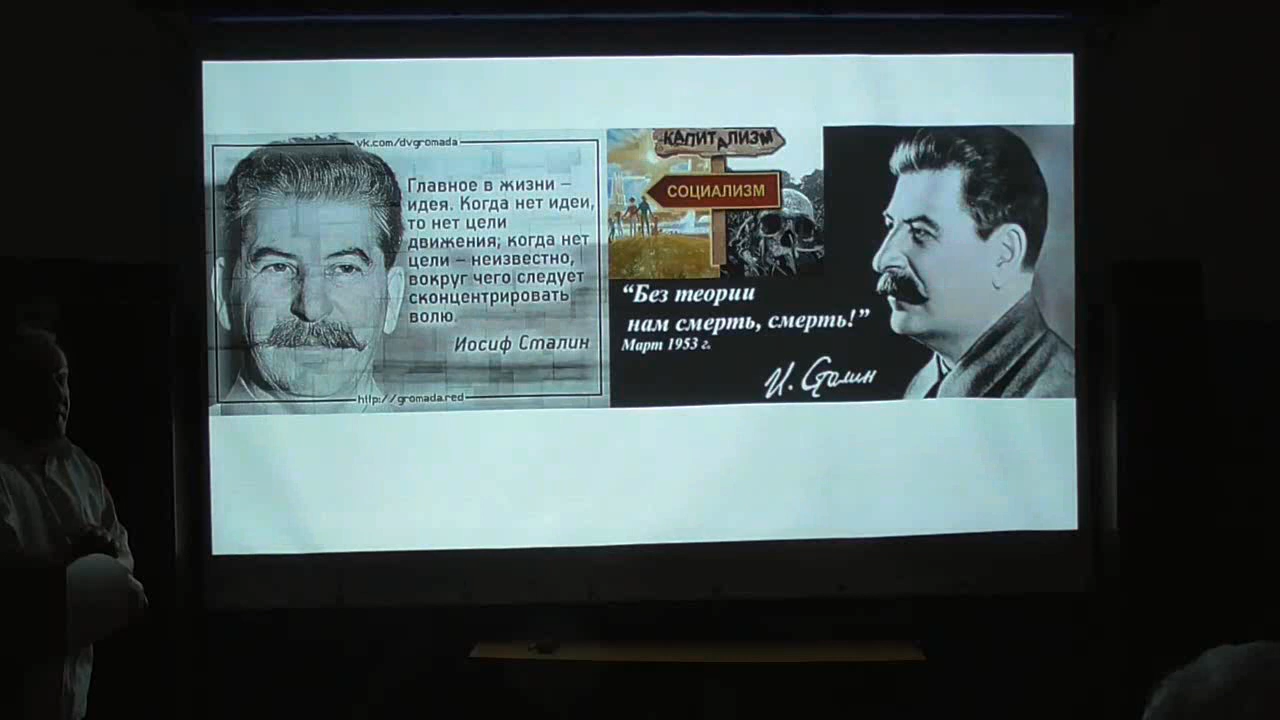 vk.com/dvgromada
Главное в жизни –
идея. Когда нет идеи,
то нет цели
движения; когда нет
цели – неизвестно,
вокруг чего следует
сконцентрировать
волю.
Иосиф Сталин
http://gromada.red
КАПИТАЛИЗМ
СОЦИАЛИЗМ
“Без теории
нам смерть, смерть!”
Март 1953 г.
И. Сталин